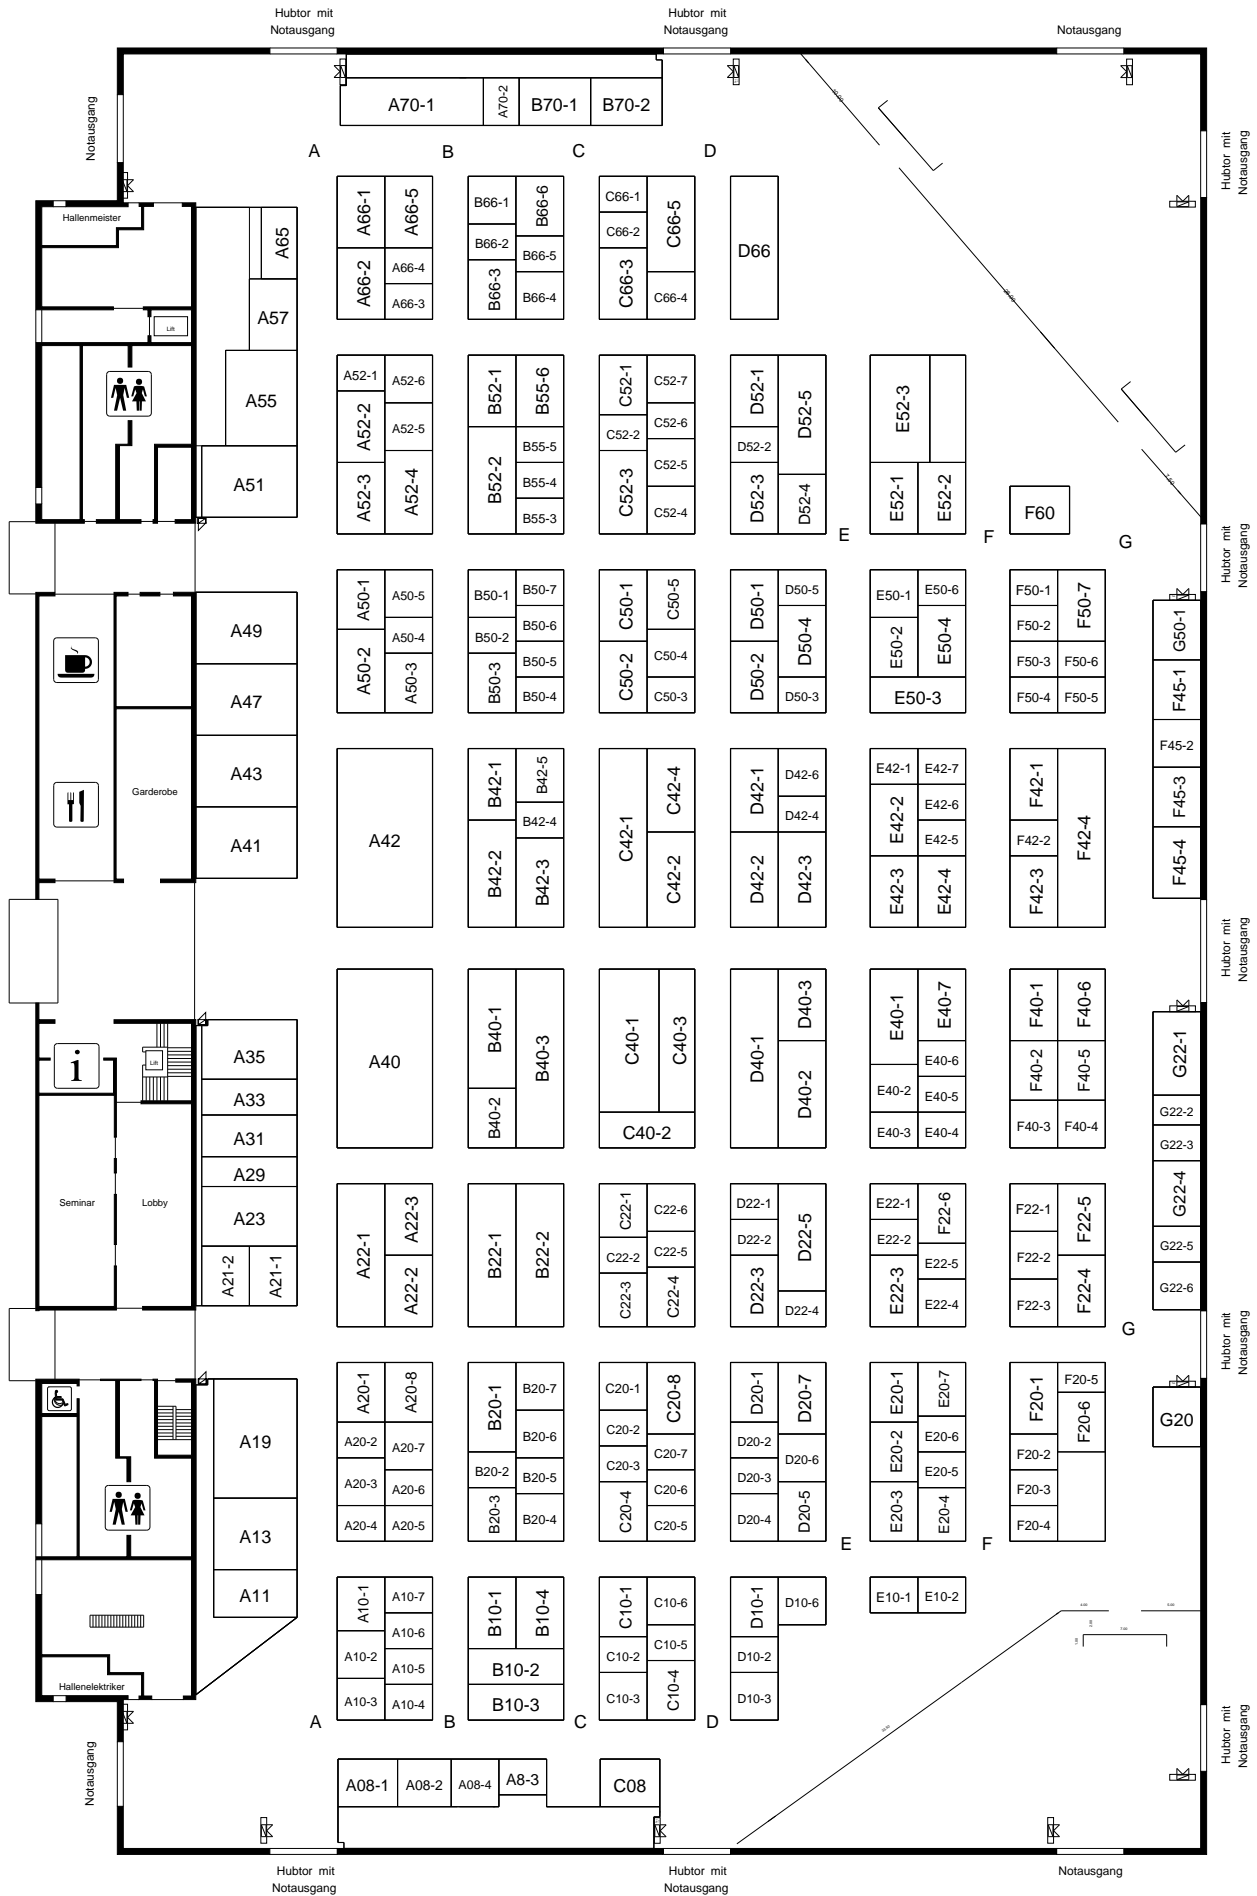 Hubtor mit
Notausgang
Hubtor mit
Notausgang
Notausgang
Notausgang
Hubtor mit
Notausgang
A70-1
A70-2
B70-1
B70-2
A
B
C
D
Hallenmeister
Lift
A65
A57
A55
A51
A66-1
A66-5
A66-2
A66-4
A66-3
B66-1
B66-6
B66-2
B66-5
B66-3
B66-4
C66-1
C66-5
C66-2
C66-3
C66-4
D66
A52-1
A52-6
A52-2
A52-5
A52-3
A52-4
B52-1
B55-6
B52-2
B55-5
B55-4
B55-3
C52-1
C52-7
C52-6
C52-2
C52-5
C52-3
C52-4
D52-1
D52-5
D52-2
D52-3
D52-4
E52-3
E52-1
E52-2
F60
E
F
G
Hubtor mit
Notausgang
A49
A47
A43
A41
Garderobe
A50-1
A50-5
A50-4
A50-2
A50-3
B50-1
B50-7
B50-6
B50-2
B50-5
B50-3
B50-4
C50-1
C50-5
C50-2
C50-4
C50-3
D50-1
D50-5
D50-4
D50-2
D50-3
E50-1
E50-6
E50-2
E50-4
E50-3
F50-1
F50-7
F50-2
F50-3
F50-6
F50-4
F50-5
G50-1
F45-1
F45-2
F45-3
F45-4
A42
B42-1
B42-5
B42-4
B42-2
B42-3
C42-1
C42-4
C42-2
D42-1
D42-6
D42-4
D42-2
D42-3
E42-1
E42-7
E42-2
E42-6
E42-5
E42-3
E42-4
F42-1
F42-2
F42-4
F42-3
Hubtor mit
Notausgang
i
Lift
Seminar
Lobby
A35
A33
A31
A29
A23
A21-2
A21-1
A40
B40-1
B40-3
B40-2
C40-1
C40-3
C40-2
D40-1
D40-3
D40-2
E40-1
E40-7
E40-6
E40-2
E40-5
E40-3
E40-4
F40-1
F40-6
F40-2
F40-5
F40-3
F40-4
G22-1
G22-2
G22-3
G22-4
G22-5
G22-6
A22-1
A22-3
A22-2
B22-1
B22-2
C22-1
C22-6
C22-2
C22-5
C22-3
C22-4
D22-1
D22-5
D22-2
D22-3
D22-4
E22-1
F22-6
E22-2
E22-5
E22-3
E22-4
F22-1
F22-5
F22-2
F22-4
F22-3
G
Hubtor mit
Notausgang
A19
A13
A11
A20-1
A20-8
A20-2
A20-7
A20-3
A20-6
A20-4
A20-5
B20-1
B20-7
B20-6
B20-2
B20-5
B20-3
B20-4
C20-1
C20-8
C20-2
C20-3
C20-7
C20-4
C20-6
C20-5
D20-1
D20-7
D20-2
D20-6
D20-3
D20-5
D20-4
E20-1
E20-7
E20-2
E20-6
E20-5
E20-3
E20-4
F20-1
F20-5
F20-6
F20-2
F20-3
F20-4
G20
E
F
A10-1
A10-7
A10-6
A10-2
A10-5
A10-3
A10-4
B10-1
B10-4
B10-2
B10-3
C10-1
C10-6
C10-2
C10-5
C10-3
C10-4
D10-1
D10-6
D10-2
D10-3
E10-1
E10-2
Hallenelektriker
A
B
C
D
A08-1
A08-2
A08-4
A8-3
C08
Notausgang
Hubtor mit
Notausgang
Hubtor mit
Notausgang
Hubtor mit
Notausgang
Notausgang